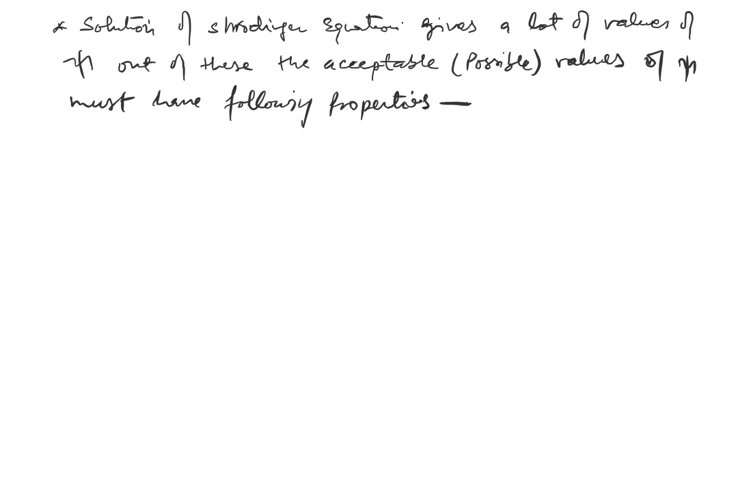 * Solution of shrodinger Equation gives a lot of values of
ψ out of these the acceptable (Possible) values of ψ
must have following properties —